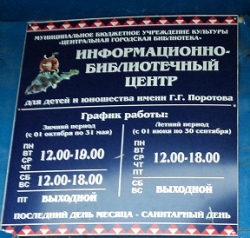 МУНИЦИПАЛЬНОЕ БЮДЖЕТНОЕ УЧРЕЖДЕНИЕ КУЛЬТУРЫ
"ЦЕНТРАЛЬНАЯ ГОРОДСКАЯ БИБЛИОТЕКА"
ИНФОРМАЦИОННО-
БИБЛИОТЕЧНЫЙ
ЦЕНТР
для детей и юношества имени Г.Г. Поротова
График работы:
Зимний период
(с 01 октября по 31 мая)
ПН
ВТ
СР
ЧТ
12.00-18.00
СБ
ВС
12.00-18.00
ПТ ВЫХОДНОЙ
Летний период
(с 01 июня по 30 сентября)
ПН
ВТ
СР
ЧТ
ПТ
12.00-18.00
СБ
ВС
ВЫХОДНОЙ
ПОСЛЕДНИЙ ДЕНЬ МЕСЯЦА - САНИТАРНЫЙ ДЕНЬ